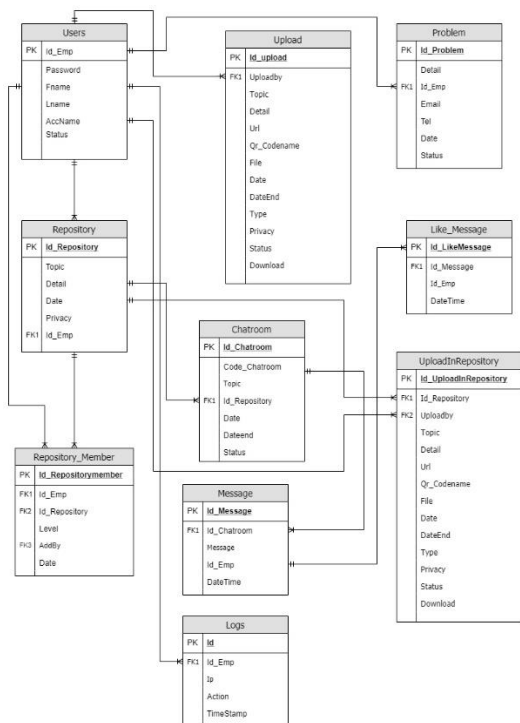 Users
PK Id_Emp
Password
Fname
Lname
AccName
Status
Upload
PK Id_upload
FK1 Uploadby
Topic
Detail
Url
Qr_Codename
File
Date
DateEnd
Type
Privacy
Status
Download
Problem
PK Id_Problem
Detail
FK1 Id_Emp
Email
Tel
Date
Status
Repository
PK Id_Repository
Topic
Detail
Date
Privacy
FK1 Id_Emp
Like_Message
PK Id_LikeMessage
FK1 Id_Message
Id_Emp
DateTime
Chatroom
PK Id_Chatroom
Code_Chatroom
Topic
FK1 Id_Repository
Date
Dateend
Status
UploadInRepository
PK Id_UploadInRepository
FK1 Id_Repository
FK2 Uploadby
Topic
Detail
Url
Qr_Codename
File
Date
DateEnd
Type
Privacy
Status
Download
Repository_Member
PK Id_Repositorymember
FK1 Id_Emp
FK2 Id_Repository
Level
FK3 AddBy
Date
Message
PK Id_Message
FK1 Id_Chatroom
Message
Id_Emp
DateTime
Logs
PK Id
FK1 Id_Emp
Ip
Action
TimeStamp